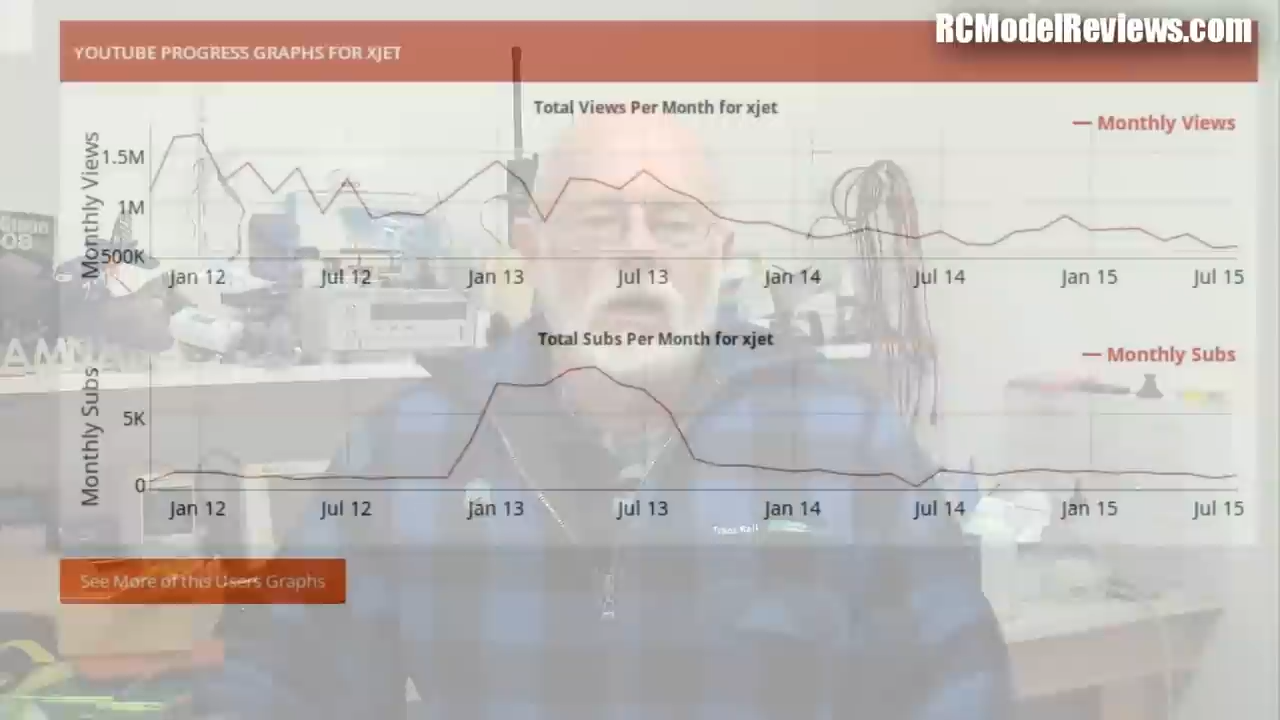 RCModelReviews.com
YOUTUBE PROGRESS GRAPHS FOR XJET
Total Views Per Month for xjet
Monthly Views
Monthly Views
1.5M
1M
500K
Jan 12
Jul 12
Jan 13
Jul 13
Jan 14
Jul 14
Jan 15
Jul 15
Total Subs Per Month for xjet
Monthly Subs
Monthly Subs
5K
0
Jan 12
Jul 12
Jan 13
Jul 13
Jan 14
Jul 14
Jan 15
Jul 15
See More of this Users Graphs